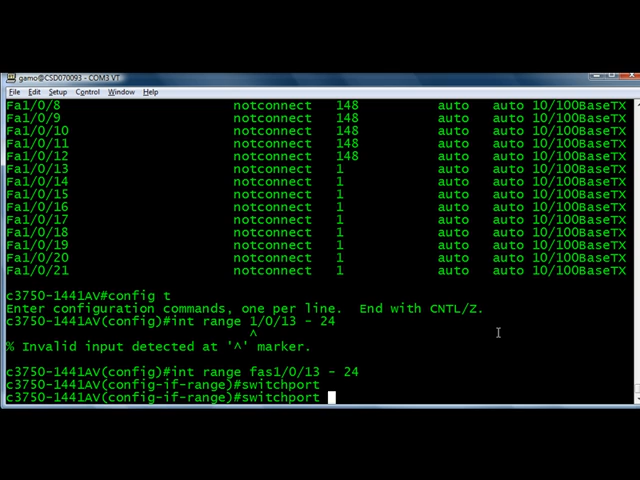 gamo@CSD070093 - COM3 VT
File Edit Setup Control Window Help
Fa1/0/8 notconnect 148 auto auto 10/100BaseTX
Fa1/0/9 notconnect 148 auto auto 10/100BaseTX
Fa1/0/10 notconnect 148 auto auto 10/100BaseTX
Fa1/0/11 notconnect 148 auto auto 10/100BaseTX
Fa1/0/12 notconnect 148 auto auto 10/100BaseTX
Fa1/0/13 notconnect 1 auto auto 10/100BaseTX
Fa1/0/14 notconnect 1 auto auto 10/100BaseTX
Fa1/0/15 notconnect 1 auto auto 10/100BaseTX
Fa1/0/16 notconnect 1 auto auto 10/100BaseTX
Fa1/0/17 notconnect 1 auto auto 10/100BaseTX
Fa1/0/18 notconnect 1 auto auto 10/100BaseTX
Fa1/0/19 notconnect 1 auto auto 10/100BaseTX
Fa1/0/20 notconnect 1 auto auto 10/100BaseTX
Fa1/0/21 notconnect 1 auto auto 10/100BaseTX
c3750-1441AV#config t
Enter configuration commands, one per line. End with CNTL/Z.
c3750-1441AV(config)#int range 1/0/13 - 24
^
% Invalid input detected at '^' marker.
c3750-1441AV(config)#int range fas1/0/13 - 24
c3750-1441AV(config-if-range)#switchport
c3750-1441AV(config-if-range)#switchport